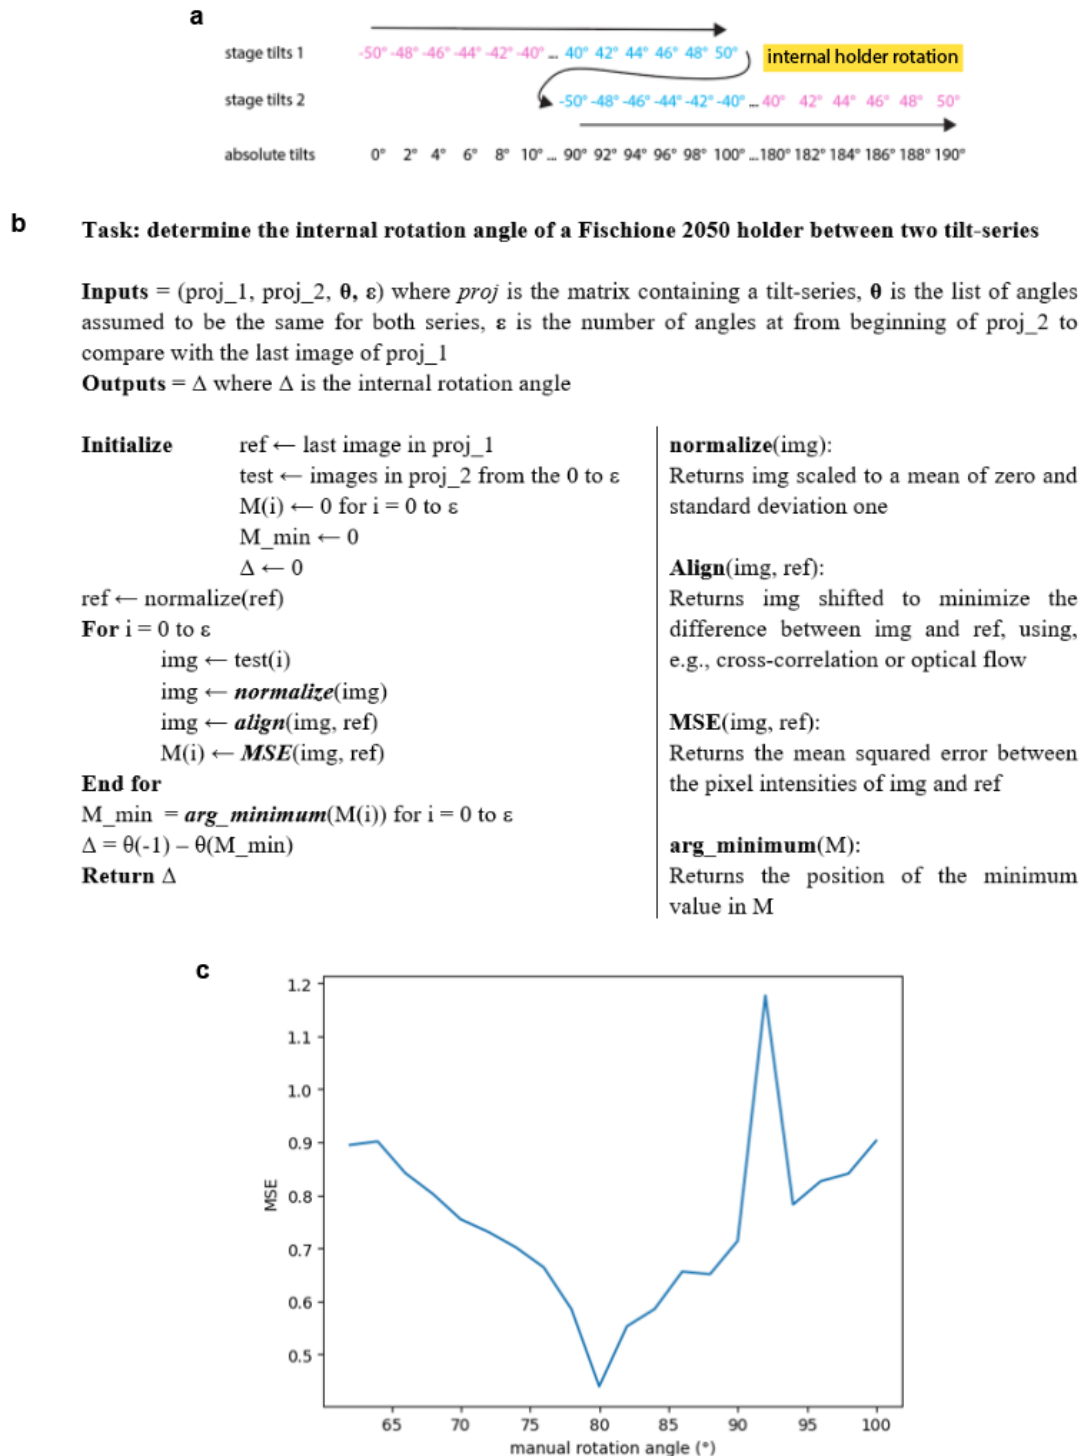 a
stage tilts 1 -50° -48° -46° -44° -42° -40° ... 40° 42° 44° 46° 48° 50° internal holder rotation
stage tilts 2 -50° -48° -46° -44° -42° -40° ... 40° 42° 44° 46° 48° 50°
absolute tilts 0° 2° 4° 6° 8° 10° ... 90° 92° 94° 96° 98° 100° ... 180° 182° 184° 186° 188° 190°
b
Task: determine the internal rotation angle of a Fischione 2050 holder between two tilt-series
Inputs = (proj_1, proj_2, θ, ε) where proj is the matrix containing a tilt-series, θ is the list of angles
assumed to be the same for both series, ε is the number of angles at from beginning of proj_2 to
compare with the last image of proj_1
Outputs = Δ where Δ is the internal rotation angle
Initialize ref ← last image in proj_1
test ← images in proj_2 from the 0 to ε
M(i) ← 0 for i = 0 to ε
M_min ← 0
Δ ← 0
ref ← normalize(ref)
For i = 0 to ε
img ← test(i)
img ← normalize(img)
img ← align(img, ref)
M(i) ← MSE(img, ref)
End for
M_min = arg_minimum(M(i)) for i = 0 to ε
Δ = θ(-1) – θ(M_min)
Return Δ
normalize(img):
Returns img scaled to a mean of zero and
standard deviation one
Align(img, ref):
Returns img shifted to minimize the
difference between img and ref, using,
e.g., cross-correlation or optical flow
MSE(img, ref):
Returns the mean squared error between
the pixel intensities of img and ref
arg_minimum(M):
Returns the position of the minimum
value in M
c
1.2
1.1
1.0
0.9
0.8
0.7
0.6
0.5
MSE
65 70 75 80 85 90 95 100
manual rotation angle (°)